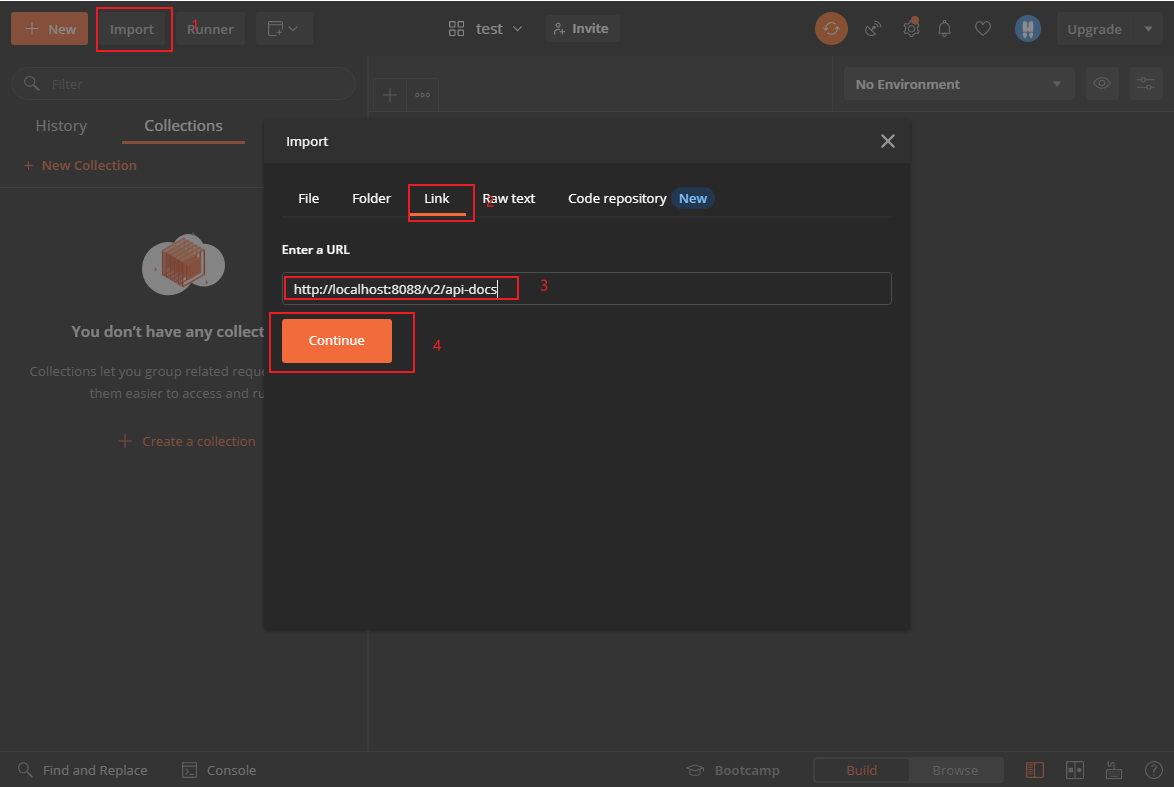 New Import 1 Runner test Invite Upgrade
Filter No Environment
History Collections
Import
New Collection
File Folder Link 2 Raw text Code repository New
Enter a URL
http://localhost:8088/v2/api-docs 3
You don't have any collect
Continue 4
Collections let you group related reque
them easier to access and ru
Create a collection
Find and Replace Console Bootcamp Build Browse